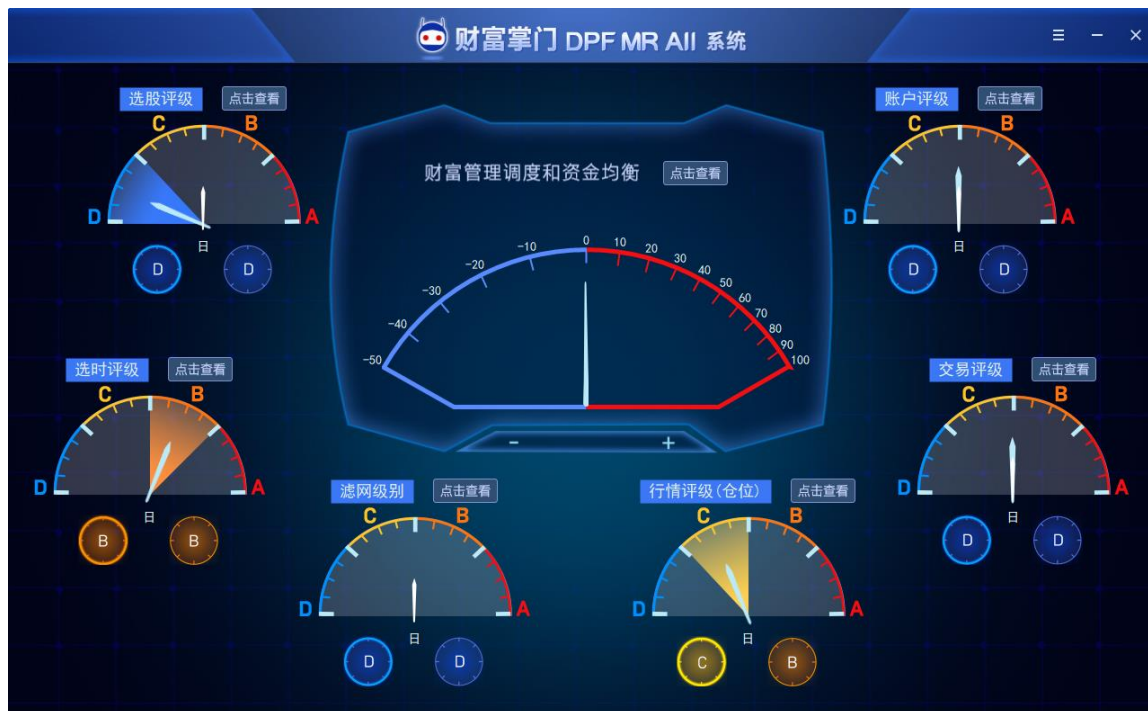 财富掌门 DPF MR AII 系统
选股评级 点击查看
C B
D A
日
D D
账户评级 点击查看
C B
D A
日
D D
财富管理调度和资金均衡 点击查看
-50 -40 -30 -20 -10 0 10 20 30 40 50 60 70 80 90 100
- +
选时评级 点击查看
C B
D A
日
B B
交易评级 点击查看
C B
D A
日
D D
滤网级别 点击查看
C B
D A
日
D D
行情评级(仓位) 点击查看
C B
D A
日
C B